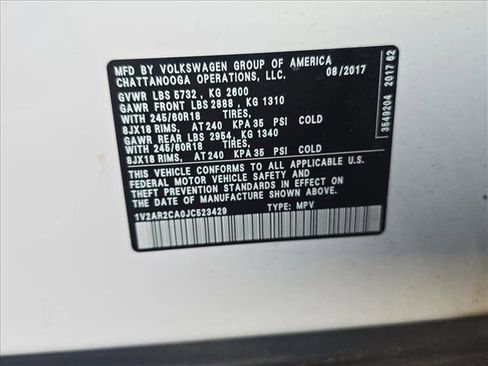 MFD BY VOLKSWAGEN GROUP OF AMERICA
CHATTANOOGA OPERATIONS, LLC. 08/2017
GVWR LBS 5732 , KG 2600
GAWR FRONT LBS 2888 , KG 1310
WITH 245/60R18 TIRES,
8JX18 RIMS, AT 240 KPA 35 PSI COLD
GAWR REAR LBS 2954, KG 1340
WITH 245/60R18 TIRES,
8JX18 RIMS, AT 240 KPA 35 PSI COLD
THIS VEHICLE CONFORMS TO ALL APPLICABLE U.S.
FEDERAL MOTOR VEHICLE SAFETY AND
THEFT PREVENTION STANDARDS IN EFFECT ON THE
DATE OF MANUFACTURE SHOWN ABOVE.
1V2AR2CA0JC523429 TYPE: MPV
3549204 2017 62